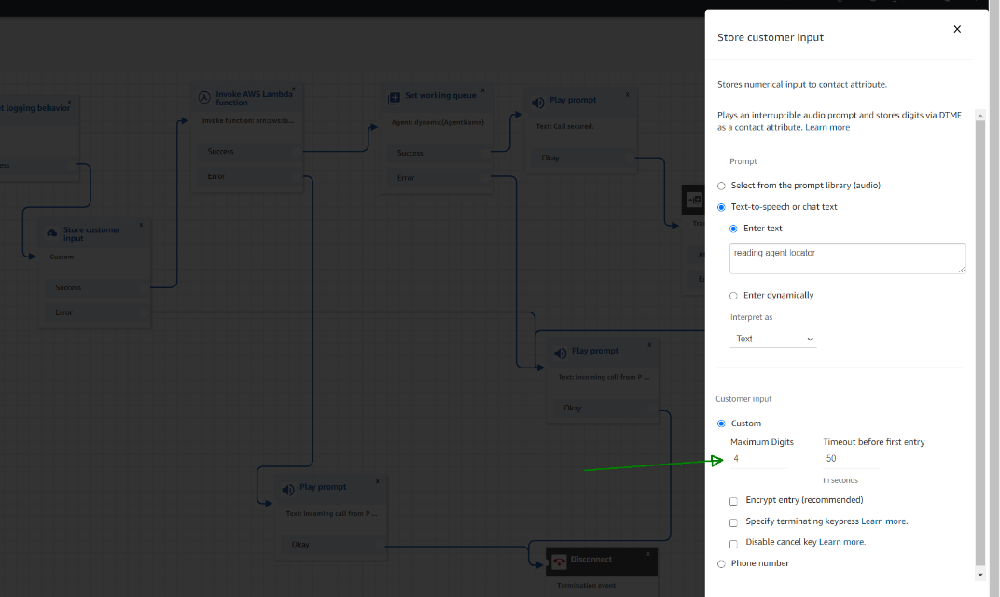 Store customer input
Stores numerical input to contact attribute.
Plays an interruptible audio prompt and stores digits via DTMF
as a contact attribute. Learn more
Prompt
Select from the prompt library (audio)
Text-to-speech or chat text
Enter text
reading agent locator
Enter dynamically
Interpret as
Text
Customer input
Custom
Maximum Digits
Timeout before first entry
4
50
in seconds
Encrypt entry (recommended)
Specify terminating keypress Learn more.
Disable cancel key Learn more.
Phone number
logging behavior
Invoke AWS Lambda
function
Invoke function: arn:aws:la...
Success
Error
Set working queue
Agent: dynamic(AgentName)
Success
Error
Play prompt
Text: Call secured.
Okay
Store customer
input
Custom
Success
Error
Play prompt
Text: incoming call from P ...
Okay
Play prompt
Text: incoming call from P ...
Okay
Disconnect
Termination event